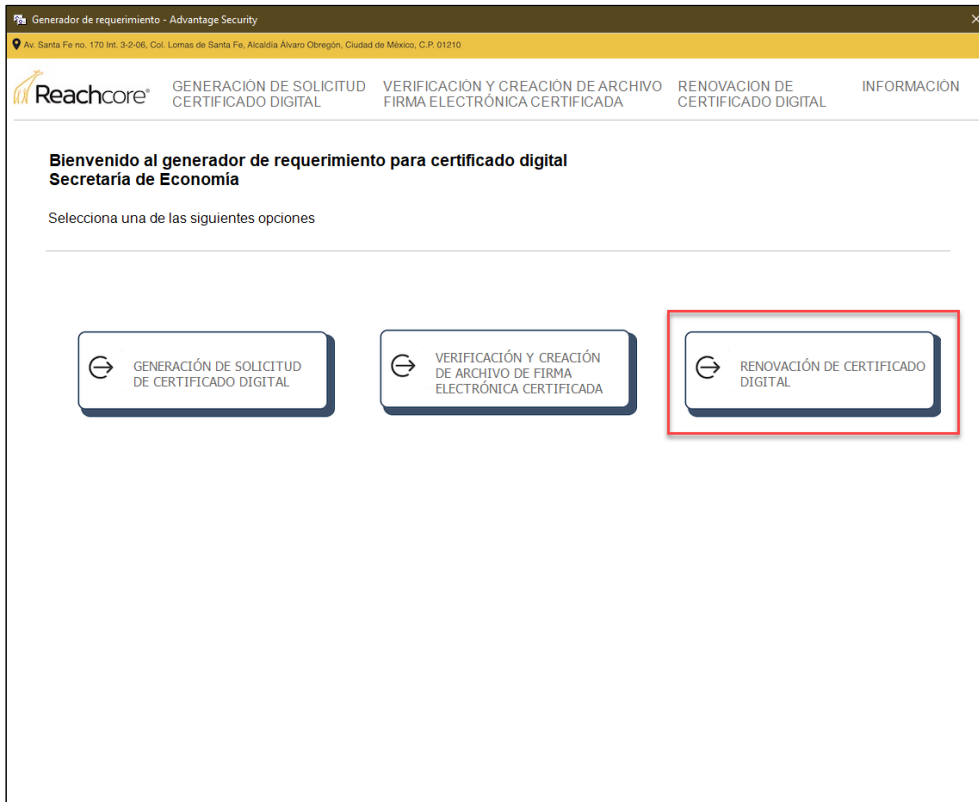 Generador de requerimiento - Advantage Security
Av. Santa Fe no. 170 Int. 3-2-06, Col. Lomas de Santa Fe, Alcaldía Álvaro Obregón, Ciudad de México, C.P. 01210
Reachcore®
GENERACIÓN DE SOLICITUD
CERTIFICADO DIGITAL
VERIFICACIÓN Y CREACIÓN DE ARCHIVO
FIRMA ELECTRÓNICA CERTIFICADA
RENOVACION DE
CERTIFICADO DIGITAL
INFORMACIÓN
Bienvenido al generador de requerimiento para certificado digital
Secretaría de Economía
Selecciona una de las siguientes opciones
GENERACIÓN DE SOLICITUD
DE CERTIFICADO DIGITAL
VERIFICACIÓN Y CREACIÓN
DE ARCHIVO DE FIRMA
ELECTRÓNICA CERTIFICADA
RENOVACIÓN DE CERTIFICADO
DIGITAL